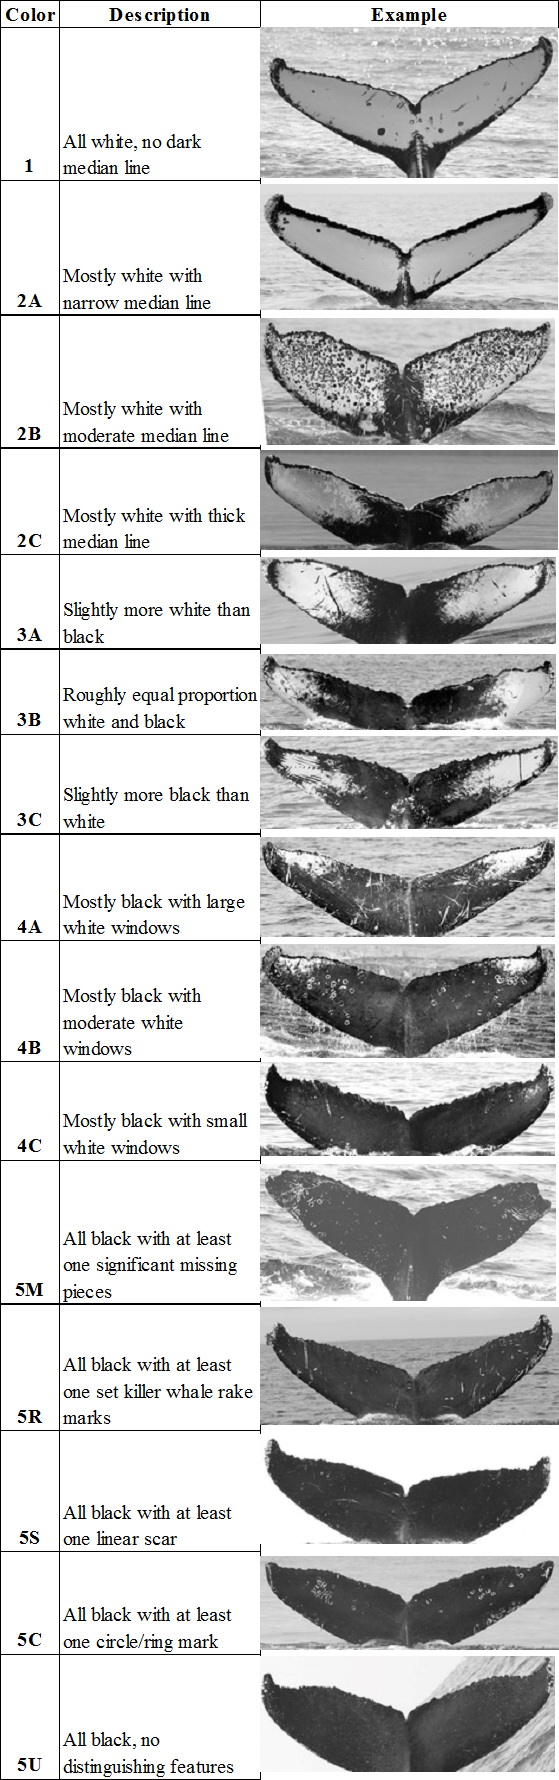 Color Description Example
All white, no dark
1 median line
Mostly white with
2A narrow median line
Mostly white with
2B moderate median line
Mostly white with thick
2C median line
Slightly more white than
3A black
Roughly equal proportion
3B white and black
Slightly more black than
3C white
Mostly black with large
4A white windows
Mostly black with
moderate white
4B windows
Mostly black with small
4C white windows
All black with at least
one significant missing
5M pieces
All black with at least
one set killer whale rake
5R marks
All black with at least
5S one linear scar
All black with at least
5C one circle/ring mark
All black, no
5U distinguishing features